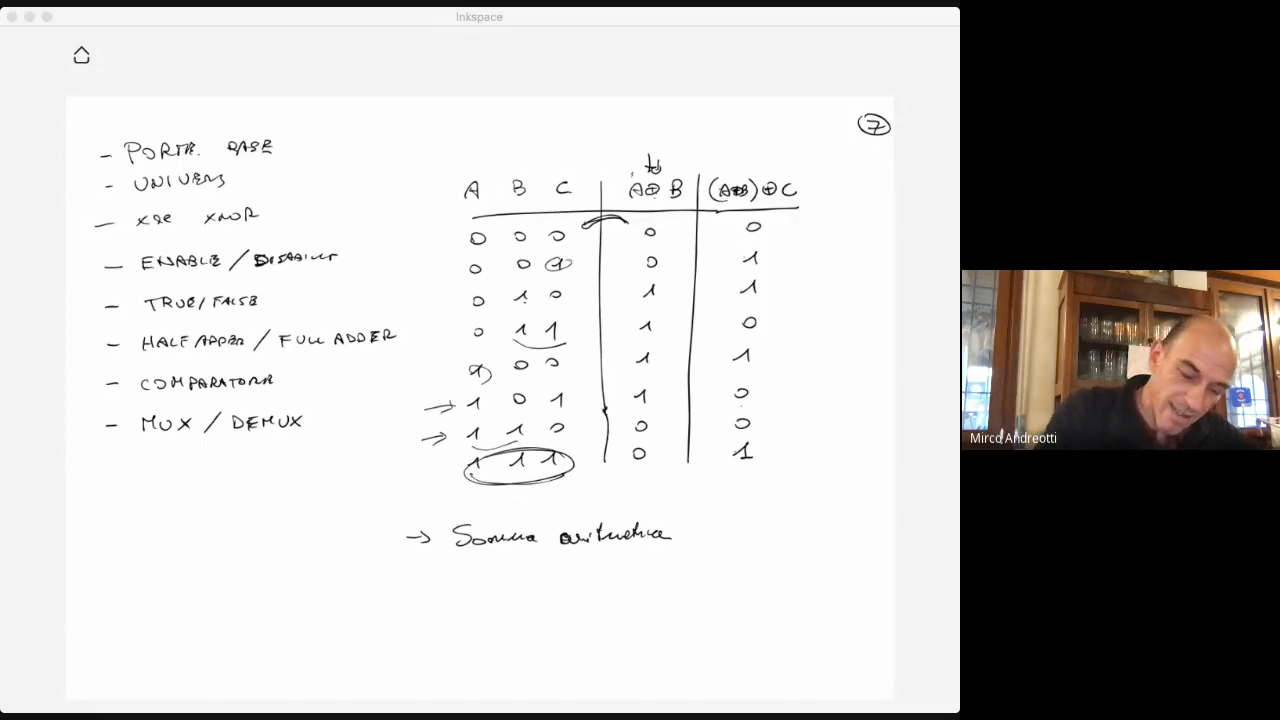 Inkspace
7
- PORTE BASE
- UNIVERS
- XOR XNOR
- ENABLE / DISABINT
- TRUE/FALSE
- HALF ADDER / FULL ADDER
- COMPARATORI
- MUX / DEMUX
A B C A⊕B (A⊕B)⊕C
0 0 0 0 0
0 0 1 0 1
0 1 0 1 1
0 1 1 1 0
1 0 0 1 1
→ 1 0 1 1 0
→ 1 1 0 0 0
1 1 1 0 1
→ Somma aritmetica
Mirco Andreotti